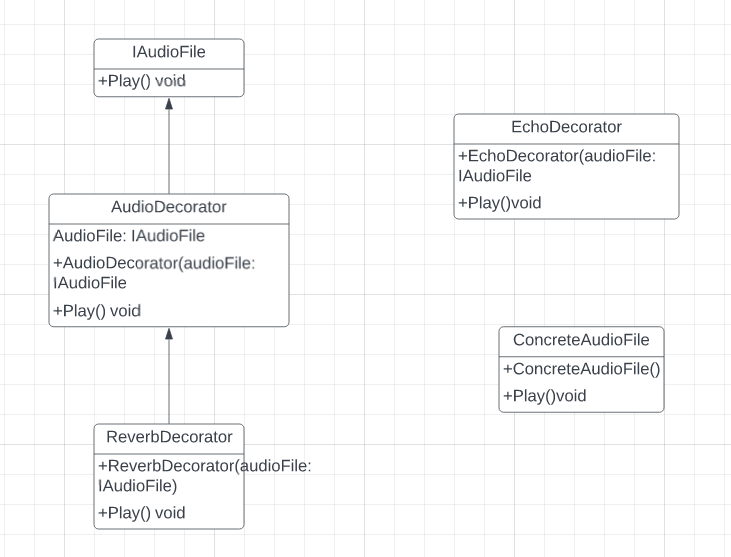 IAudioFile
+Play() void
AudioDecorator
AudioFile: IAudioFile
+AudioDecorator(audioFile:
IAudioFile
+Play() void
ReverbDecorator
+ReverbDecorator(audioFile:
IAudioFile)
+Play() void
EchoDecorator
+EchoDecorator(audioFile:
IAudioFile
+Play()void
ConcreteAudioFile
+ConcreteAudioFile()
+Play()void